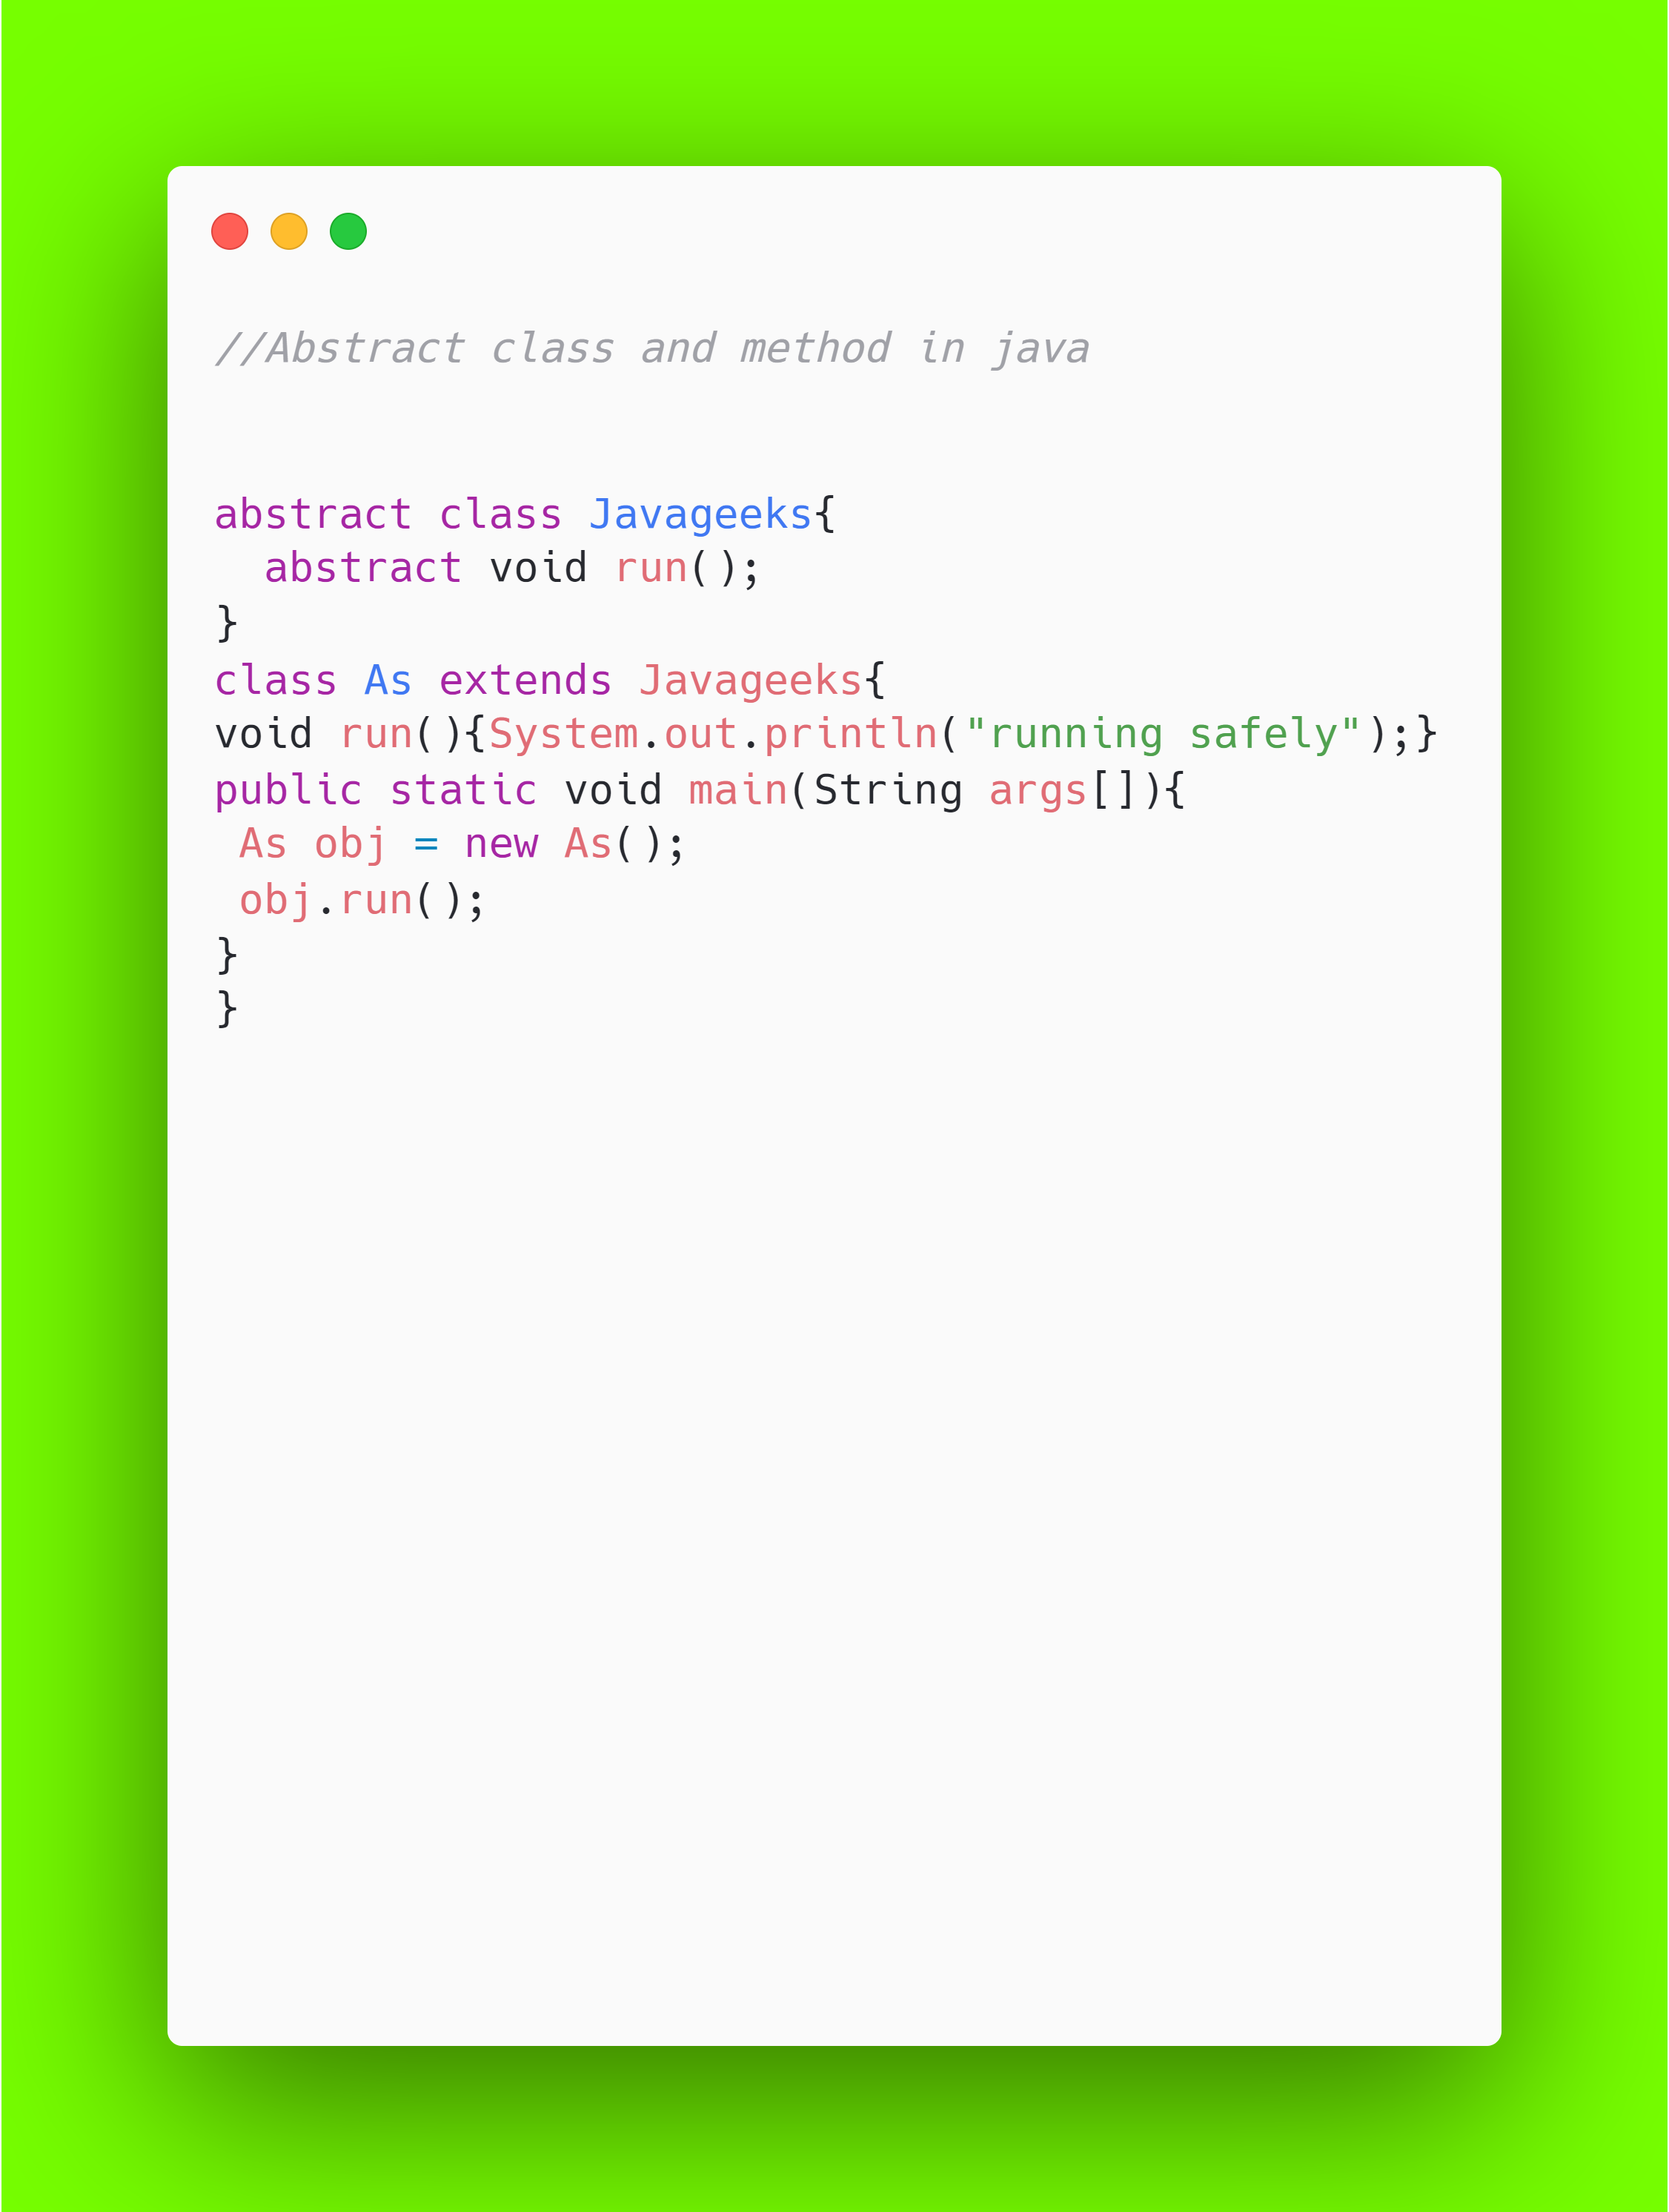 //Abstract class and method in java
abstract class Javageeks{
  abstract void run();
}
class As extends Javageeks{
void run(){System.out.println("running safely");}
public static void main(String args[]){
 As obj = new As();
 obj.run();
}
}